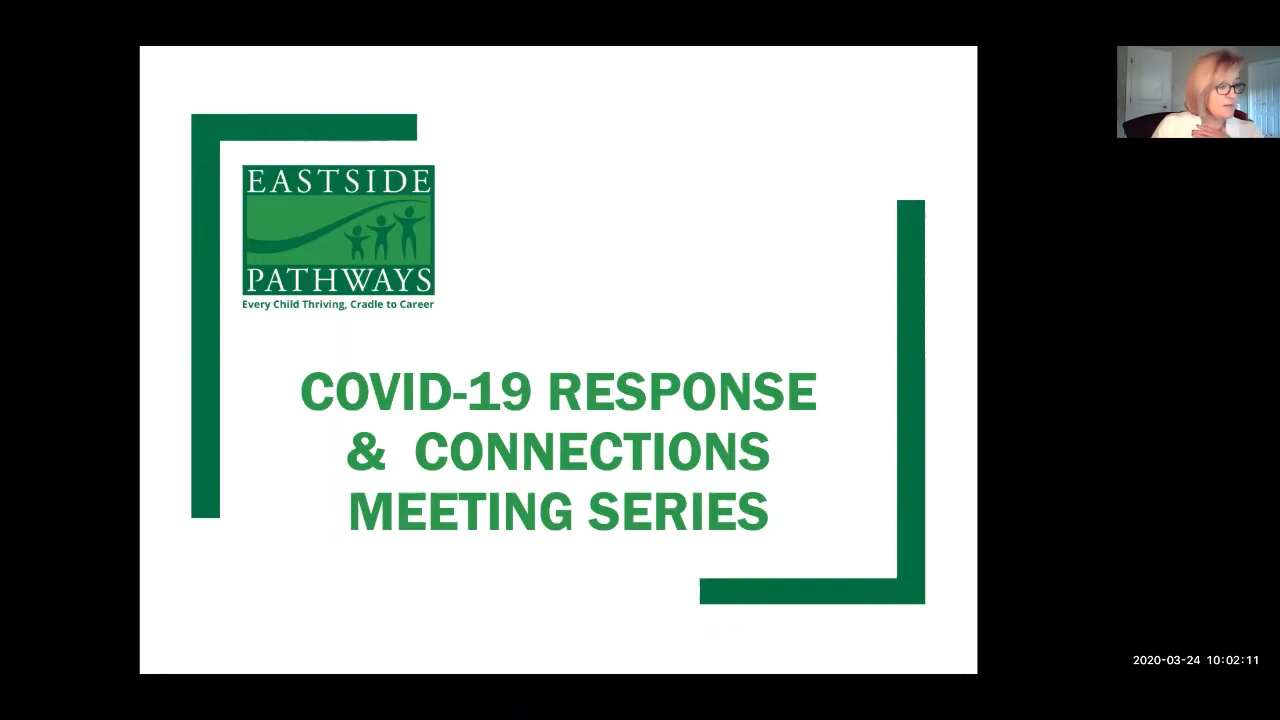 EASTSIDE
PATHWAYS
Every Child Thriving, Cradle to Career
COVID-19 RESPONSE
& CONNECTIONS
MEETING SERIES
2020-03-24 10:02:11